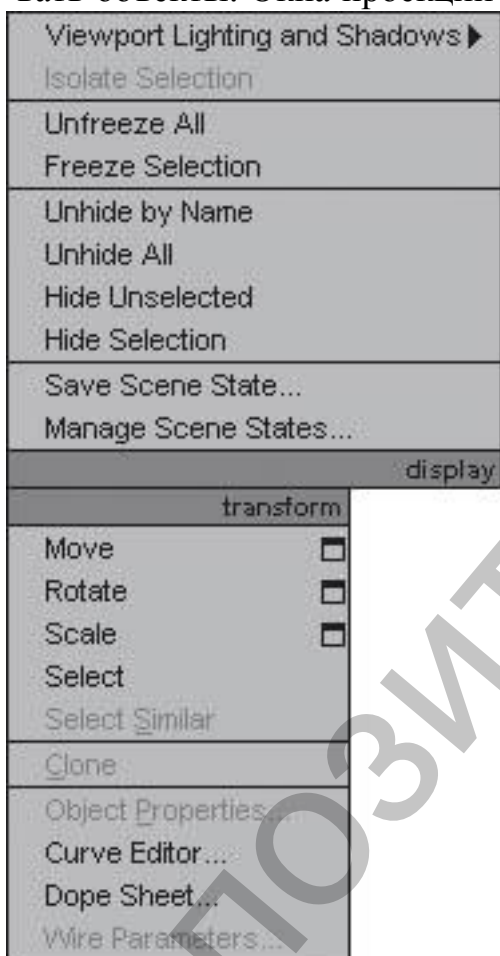 Viewport Lighting and Shadows
Isolate Selection
Unfreeze All
Freeze Selection
Unhide by Name
Unhide All
Hide Unselected
Hide Selection
Save Scene State...
Manage Scene States...
display
transform
Move
Rotate
Scale
Select
Select Similar
Clone
Object Properties...
Curve Editor...
Dope Sheet...
Wire Parameters...